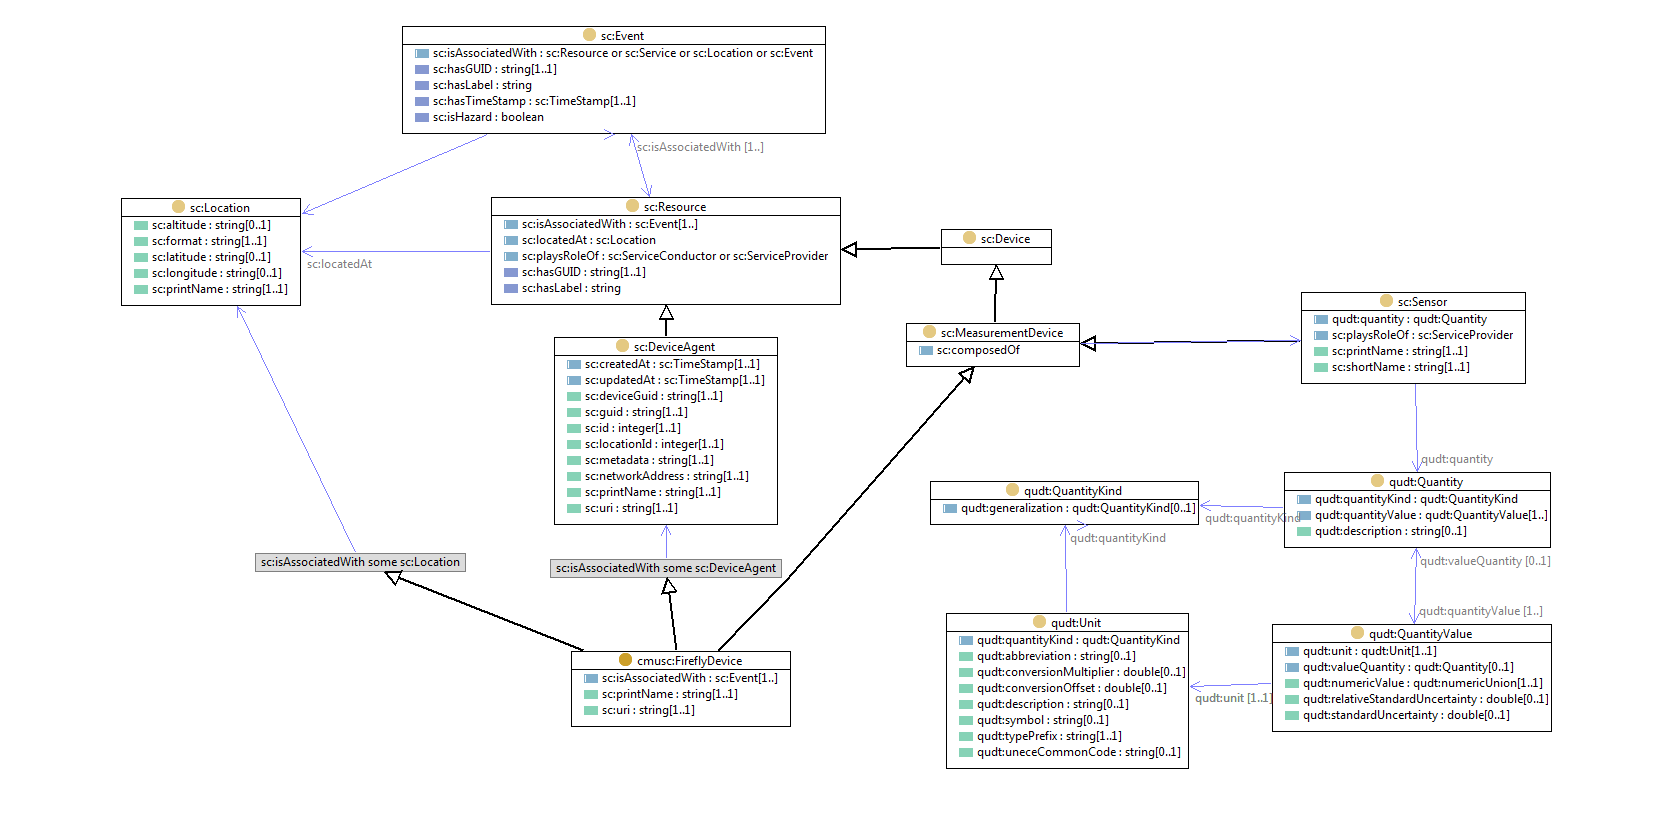 sc:Event
sc:isAssociatedWith : sc:Resource or sc:Service or sc:Location or sc:Event
sc:hasGUID : string[1..1]
sc:hasLabel : string
sc:hasTimeStamp : sc:TimeStamp[1..1]
sc:isHazard : boolean
sc:isAssociatedWith [1..]
sc:Location
sc:altitude : string[0..1]
sc:format : string[1..1]
sc:latitude : string[0..1]
sc:longitude : string[0..1]
sc:printName : string[1..1]
sc:Resource
sc:isAssociatedWith : sc:Event[1..]
sc:locatedAt : sc:Location
sc:playsRoleOf : sc:ServiceConductor or sc:ServiceProvider
sc:hasGUID : string[1..1]
sc:hasLabel : string
sc:locatedAt
sc:Device
sc:MeasurementDevice
sc:composedOf
sc:Sensor
qudt:quantity : qudt:Quantity
sc:playsRoleOf : sc:ServiceProvider
sc:printName : string[1..1]
sc:shortName : string[1..1]
sc:DeviceAgent
sc:createdAt : sc:TimeStamp[1..1]
sc:updatedAt : sc:TimeStamp[1..1]
sc:deviceGuid : string[1..1]
sc:guid : string[1..1]
sc:id : integer[1..1]
sc:locationId : integer[1..1]
sc:metadata : string[1..1]
sc:networkAddress : string[1..1]
sc:printName : string[1..1]
sc:uri : string[1..1]
qudt:quantity
qudt:QuantityKind
qudt:generalization : qudt:QuantityKind[0..1]
qudt:quantityKind
qudt:quantityKind
qudt:Quantity
qudt:quantityKind : qudt:QuantityKind
qudt:quantityValue : qudt:QuantityValue[1..]
qudt:description : string[0..1]
qudt:valueQuantity [0..1]
qudt:quantityValue [1..]
sc:isAssociatedWith some sc:Location
sc:isAssociatedWith some sc:DeviceAgent
cmusc:FireflyDevice
sc:isAssociatedWith : sc:Event[1..]
sc:printName : string[1..1]
sc:uri : string[1..1]
qudt:Unit
qudt:quantityKind : qudt:QuantityKind
qudt:abbreviation : string[0..1]
qudt:conversionMultiplier : double[0..1]
qudt:conversionOffset : double[0..1]
qudt:description : string[0..1]
qudt:symbol : string[0..1]
qudt:typePrefix : string[1..1]
qudt:uneceCommonCode : string[0..1]
qudt:unit [1..1]
qudt:QuantityValue
qudt:unit : qudt:Unit[1..1]
qudt:valueQuantity : qudt:Quantity[0..1]
qudt:numericValue : qudt:numericUnion[1..1]
qudt:relativeStandardUncertainty : double[0..1]
qudt:standardUncertainty : double[0..1]